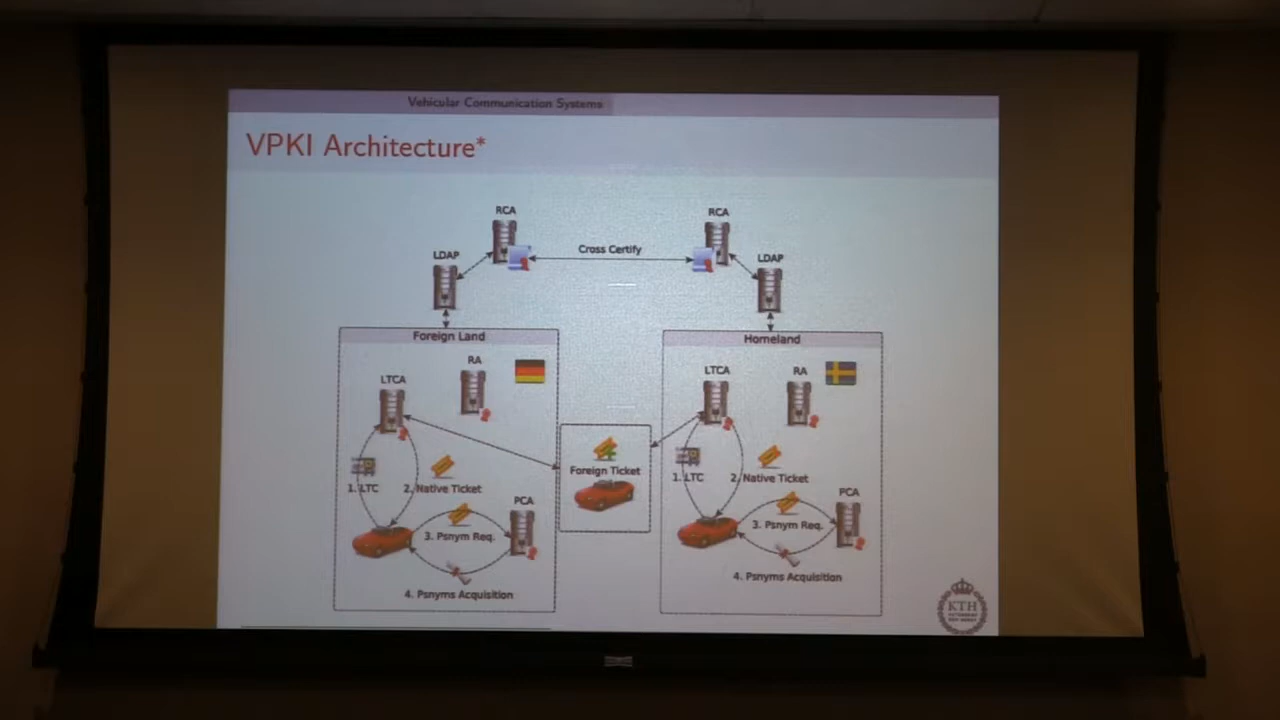 Vehicular Communication Systems
VPKI Architecture*
RCA
RCA
Cross Certify
LDAP
LDAP
Foreign Land
RA
LTCA
1. LTC
2. Native Ticket
PCA
3. Psnym Req.
4. Psnyms Acquisition
Foreign Ticket
Homeland
LTCA
RA
1. LTC
2. Native Ticket
PCA
3. Psnym Req.
4. Psnyms Acquisition
KTH